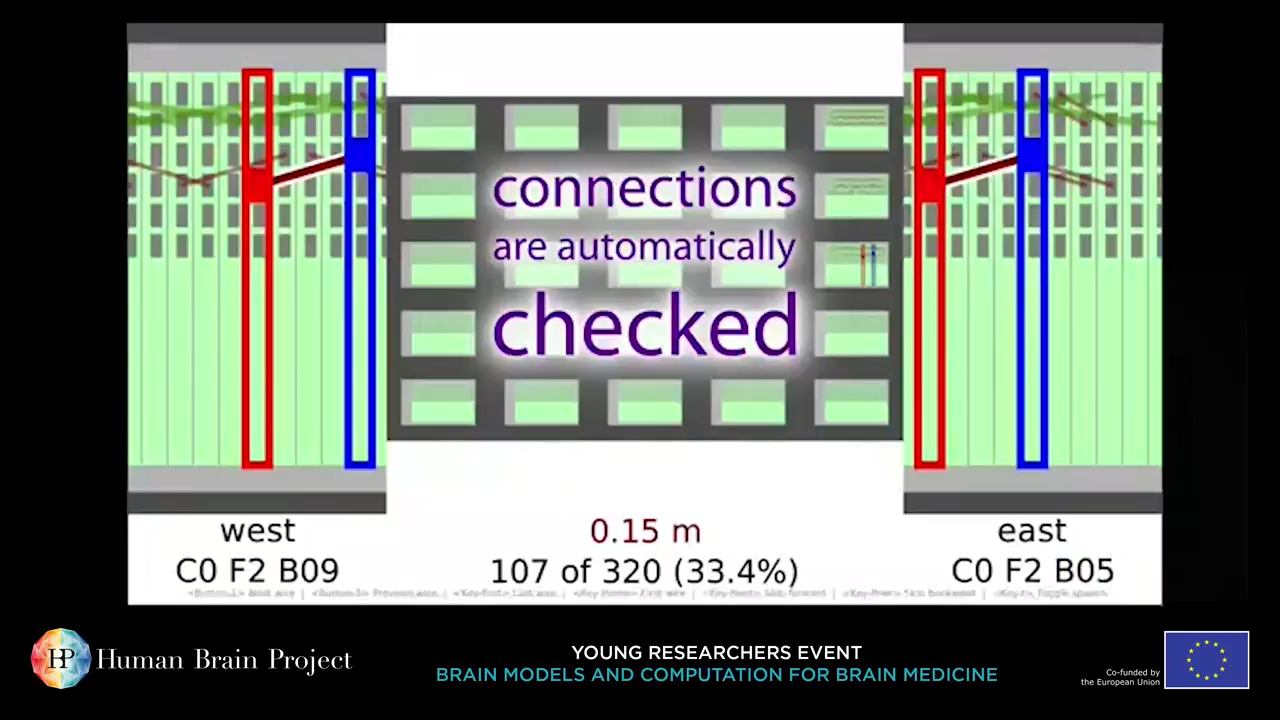 connections
are automatically
checked
west
0.15 m
east
C0 F2 B09
107 of 320 (33.4%)
C0 F2 B05
HP Human Brain Project
YOUNG RESEARCHERS EVENT
BRAIN MODELS AND COMPUTATION FOR BRAIN MEDICINE
Co-funded by
the European Union